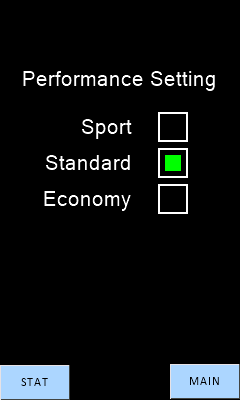 Performance Setting
Sport
Standard
Economy
STAT
MAIN